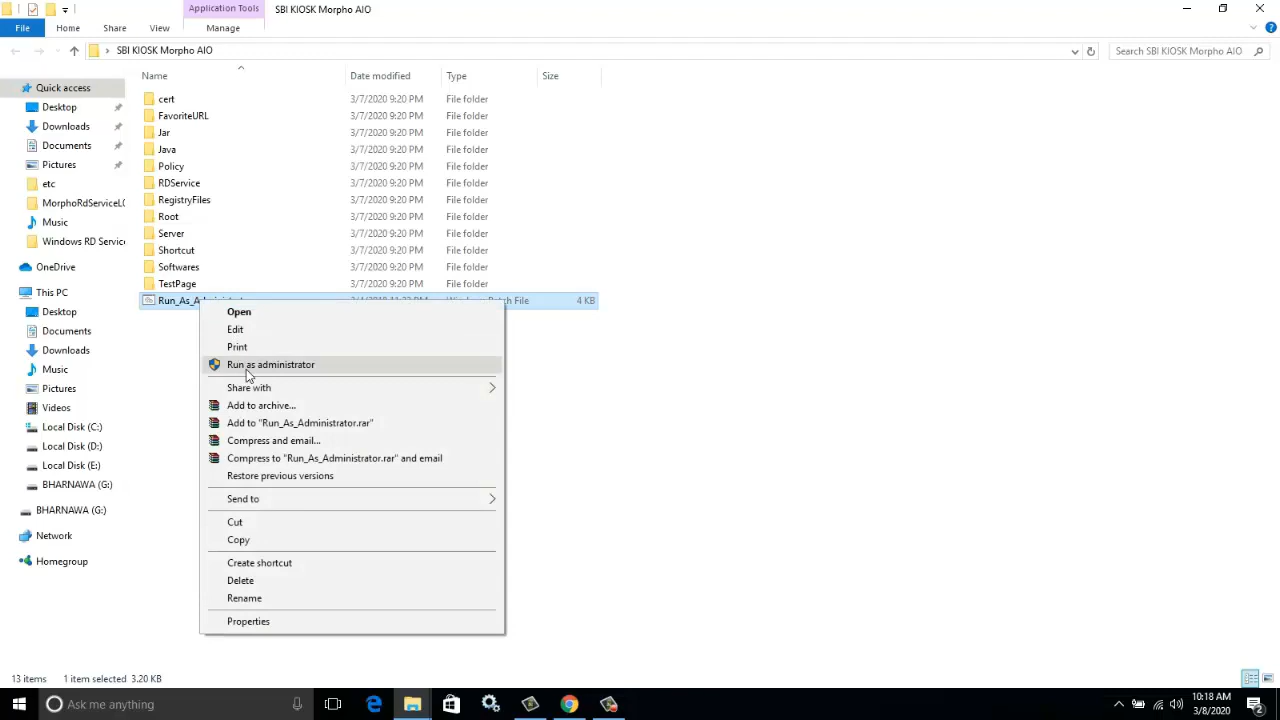 Application Tools
SBI KIOSK Morpho AIO
File Home Share View Manage
SBI KIOSK Morpho AIO
Search SBI KIOSK Morpho AIO
Name Date modified Type Size
Quick access
Desktop
Downloads
Documents
Pictures
etc
MorphoRdServiceL
Music
Windows RD Servic
OneDrive
This PC
Desktop
Documents
Downloads
Music
Pictures
Videos
Local Disk (C:)
Local Disk (D:)
Local Disk (E:)
BHARNAWA (G:)
BHARNAWA (G:)
Network
Homegroup
cert 3/7/2020 9:20 PM File folder
FavoriteURL 3/7/2020 9:20 PM File folder
Jar 3/7/2020 9:20 PM File folder
Java 3/7/2020 9:20 PM File folder
Policy 3/7/2020 9:20 PM File folder
RDService 3/7/2020 9:20 PM File folder
RegistryFiles 3/7/2020 9:20 PM File folder
Root 3/7/2020 9:20 PM File folder
Server 3/7/2020 9:20 PM File folder
Shortcut 3/7/2020 9:20 PM File folder
Softwares 3/7/2020 9:20 PM File folder
TestPage 3/7/2020 9:20 PM File folder
Run_As_A File 4 KB
Open
Edit
Print
Run as administrator
Share with
Add to archive...
Add to "Run_As_Administrator.rar"
Compress and email...
Compress to "Run_As_Administrator.rar" and email
Restore previous versions
Send to
Cut
Copy
Create shortcut
Delete
Rename
Properties
13 items 1 item selected 3.20 KB
Ask me anything
10:18 AM
3/8/2020
2